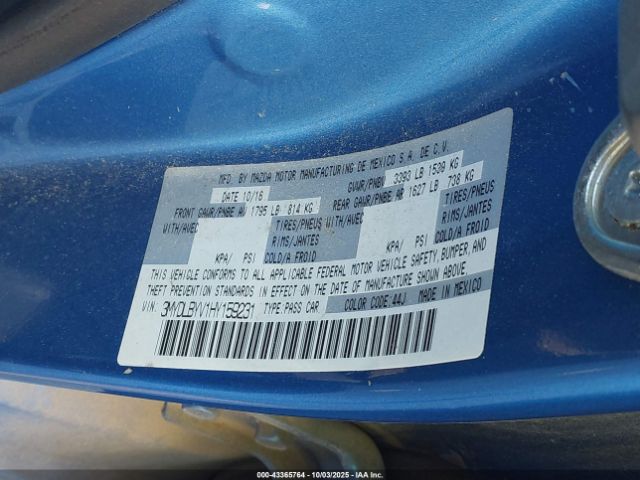 MFD. BY MAZDA MOTOR MANUFACTURING DE MEXICO S.A. DE C.V.
DATE 10/16 GVWR/PNBV 3393 LB 1539 KG
FRONT GAWR/PNBE AV 1795 LB 814 KG REAR GAWR/PNBE AR 1627 LB 738 KG
WITH/AVEC TIRES/PNEUS WITH/AVEC TIRES/PNEUS
RIMS/JANTES RIMS/JANTES
KPA/ PSI COLD/A FROID KPA/ PSI COLD/A FROID
THIS VEHICLE CONFORMS TO ALL APPLICABLE FEDERAL MOTOR VEHICLE SAFETY, BUMPER, AND
THEFT PREVENTION STANDARDS IN EFFECT ON THE DATE OF MANUFACTURE SHOWN ABOVE.
VIN: 3MYDLBYV1HY159231 TYPE: PASS CAR COLOR CODE: 44J MADE IN MEXICO
000-43365764 | 10/03/2025 | IAA Inc.